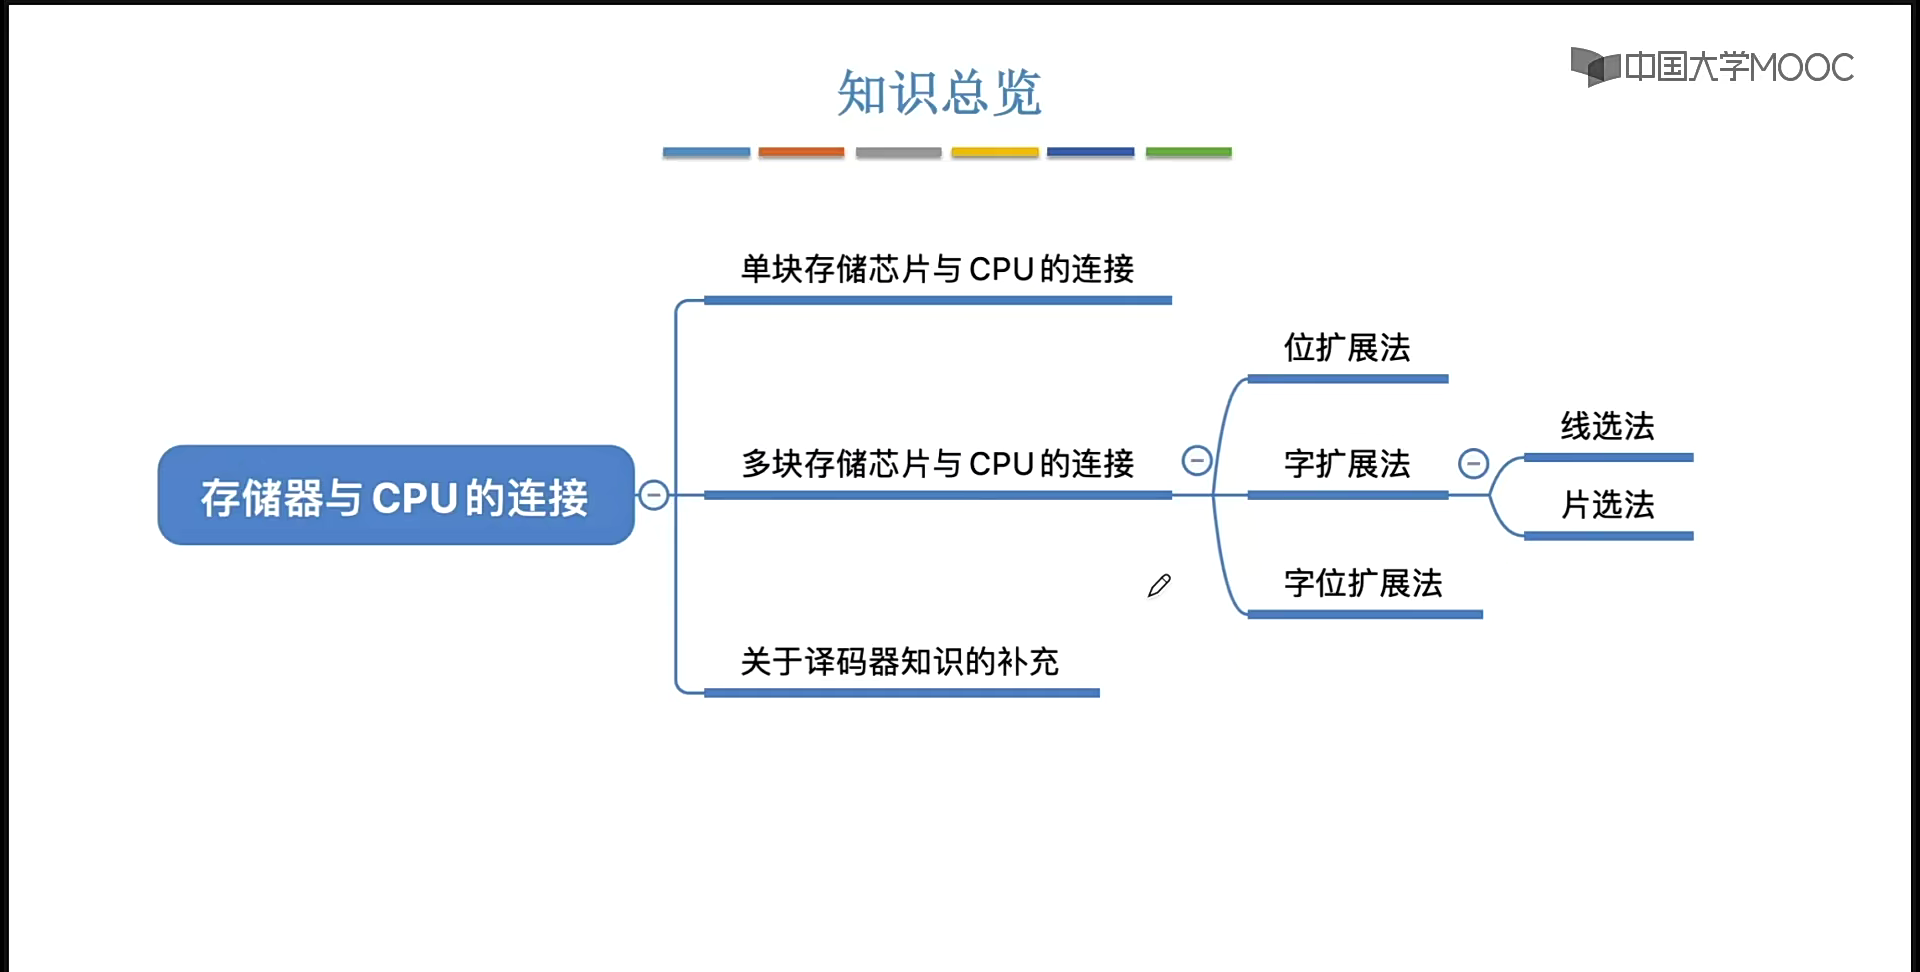 中国大学MOOC
知识总览
单块存储芯片与CPU的连接
位扩展法
线选法
多块存储芯片与CPU的连接
字扩展法
存储器与CPU的连接
片选法
字位扩展法
关于译码器知识的补充